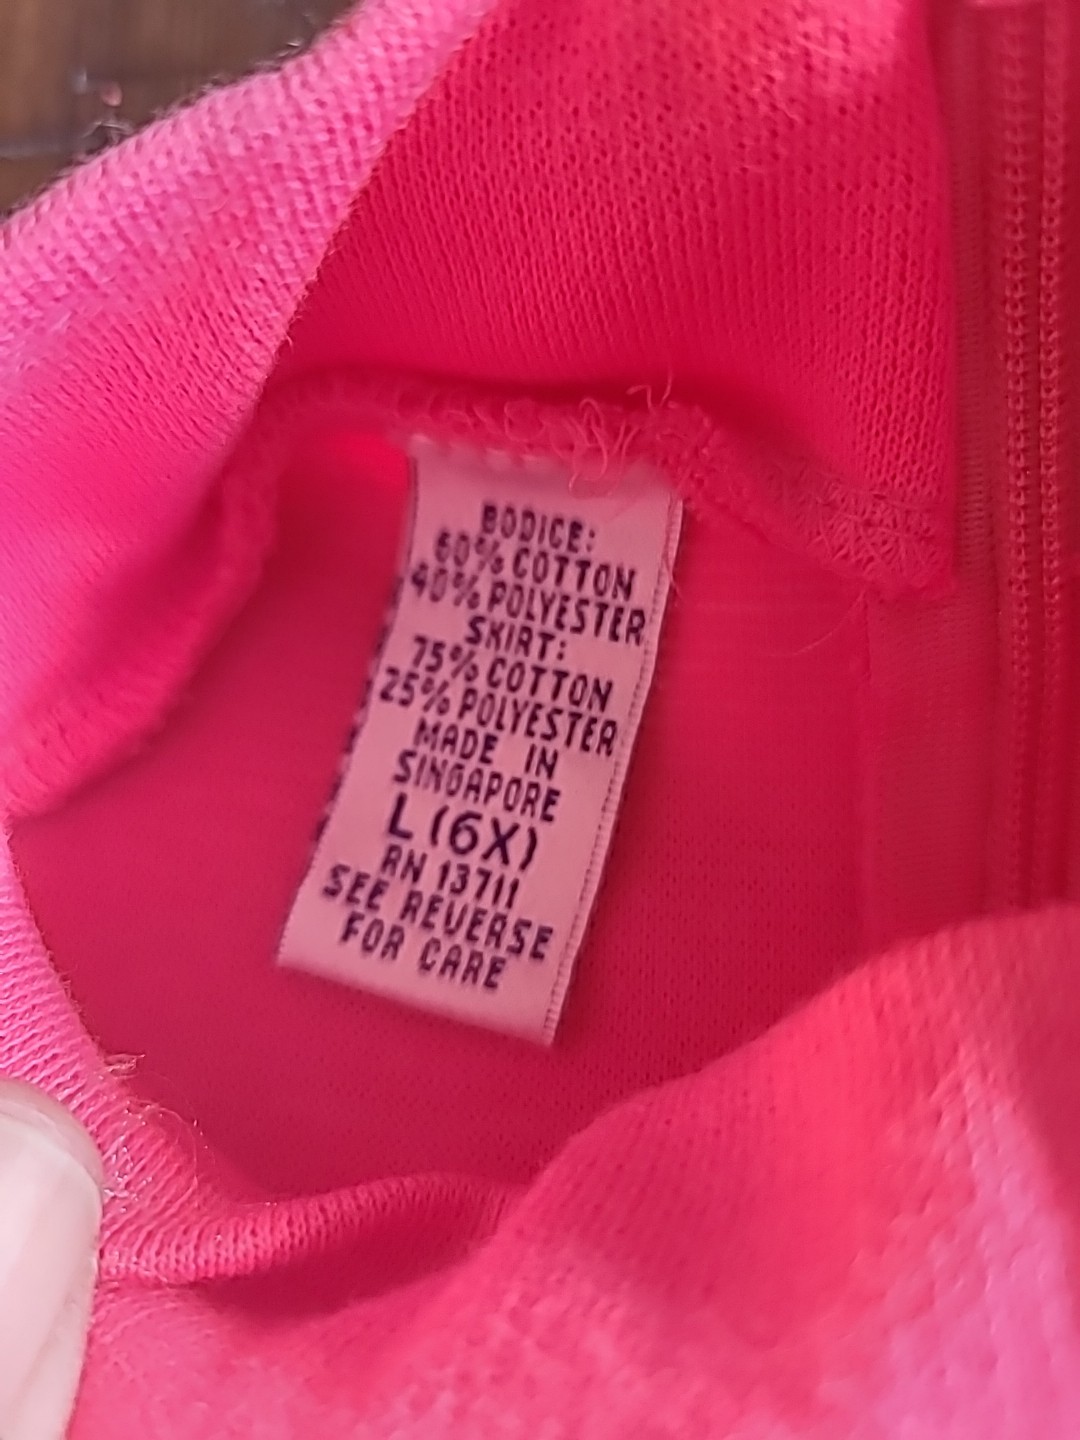 BODICE:
60% COTTON
40% POLYESTER
SKIRT:
75% COTTON
25% POLYESTER
MADE IN
SINGAPORE
L (6X)
RN 13711
SEE REVERSE
FOR CARE